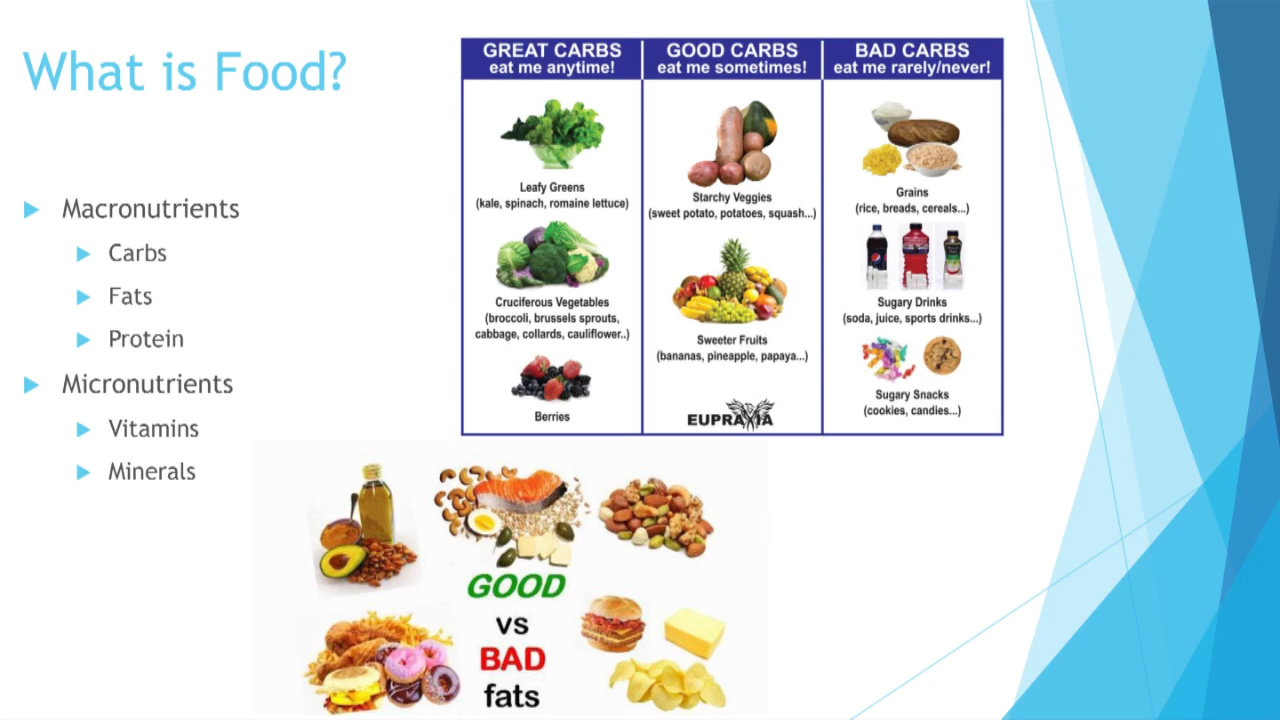 What is Food?
Macronutrients
Carbs
Fats
Protein
Micronutrients
Vitamins
Minerals
GREAT CARBS
eat me anytime!
Leafy Greens
(kale, spinach, romaine lettuce)
Cruciferous Vegetables
(broccoli, brussels sprouts,
cabbage, collards, cauliflower..)
Berries
GOOD CARBS
eat me sometimes!
Starchy Veggies
(sweet potato, potatoes, squash...)
Sweeter Fruits
(bananas, pineapple, papaya...)
EUPRAXIA
BAD CARBS
eat me rarely/never!
Grains
(rice, breads, cereals...)
Sugary Drinks
(soda, juice, sports drinks...)
Sugary Snacks
(cookies, candies...)
GOOD
vs
BAD
fats